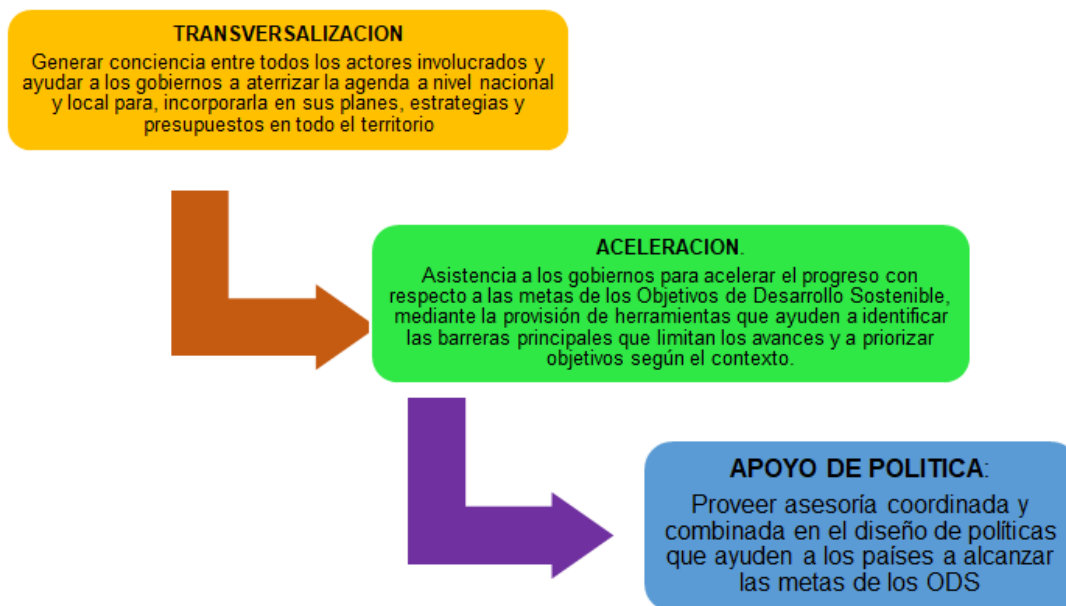 TRANSVERSALIZACION
Generar conciencia entre todos los actores involucrados y
ayudar a los gobiernos a aterrizar la agenda a nivel nacional
y local para, incorporarla en sus planes, estrategias y
presupuestos en todo el territorio
ACELERACION.
Asistencia a los gobiernos para acelerar el progreso con
respecto a las metas de los Objetivos de Desarrollo Sostenible,
mediante la provisión de herramientas que ayuden a identificar
las barreras principales que limitan los avances y a priorizar
objetivos según el contexto.
APOYO DE POLITICA:
Proveer asesoría coordinada y
combinada en el diseño de políticas
que ayuden a los países a alcanzar
las metas de los ODS